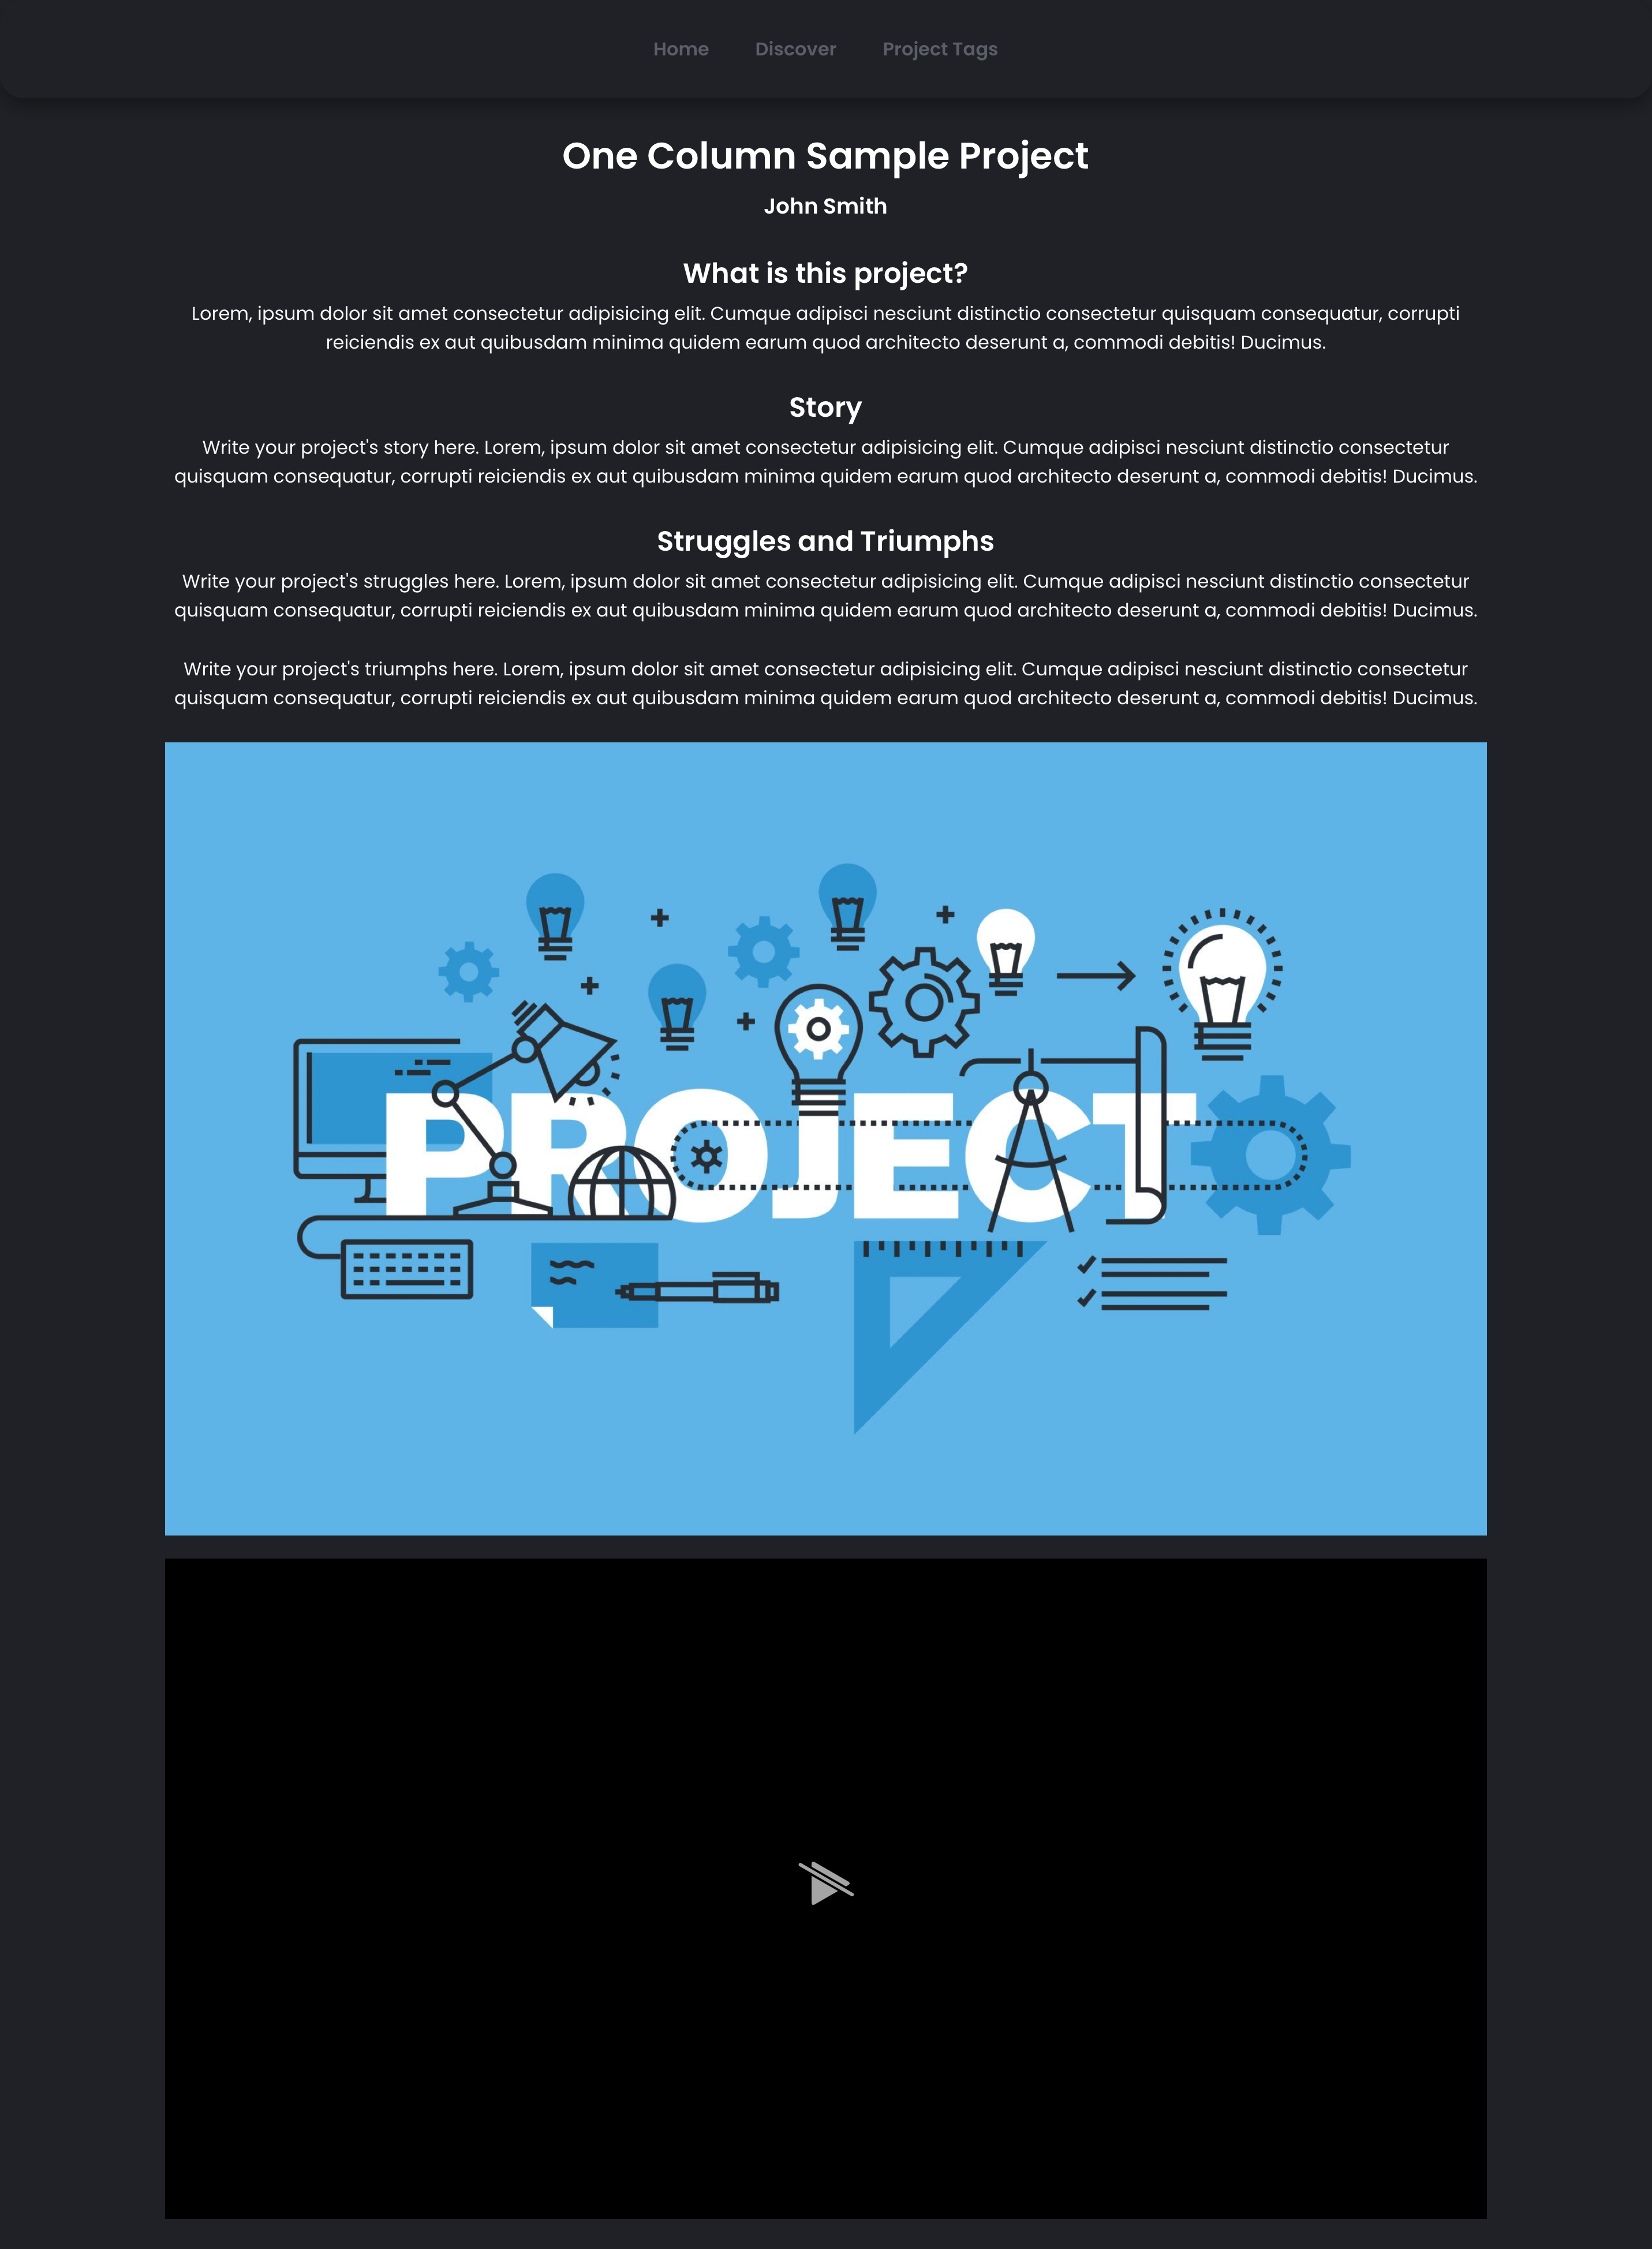 Home Discover Project Tags
One Column Sample Project
John Smith
What is this project?
Lorem, ipsum dolor sit amet consectetur adipisicing elit. Cumque adipisci nesciunt distinctio consectetur quisquam consequatur, corrupti
reiciendis ex aut quibusdam minima quidem earum quod architecto deserunt a, commodi debitis! Ducimus.
Story
Write your project's story here. Lorem, ipsum dolor sit amet consectetur adipisicing elit. Cumque adipisci nesciunt distinctio consectetur
quisquam consequatur, corrupti reiciendis ex aut quibusdam minima quidem earum quod architecto deserunt a, commodi debitis! Ducimus.
Struggles and Triumphs
Write your project's struggles here. Lorem, ipsum dolor sit amet consectetur adipisicing elit. Cumque adipisci nesciunt distinctio consectetur
quisquam consequatur, corrupti reiciendis ex aut quibusdam minima quidem earum quod architecto deserunt a, commodi debitis! Ducimus.
Write your project's triumphs here. Lorem, ipsum dolor sit amet consectetur adipisicing elit. Cumque adipisci nesciunt distinctio consectetur
quisquam consequatur, corrupti reiciendis ex aut quibusdam minima quidem earum quod architecto deserunt a, commodi debitis! Ducimus.
PROJECT